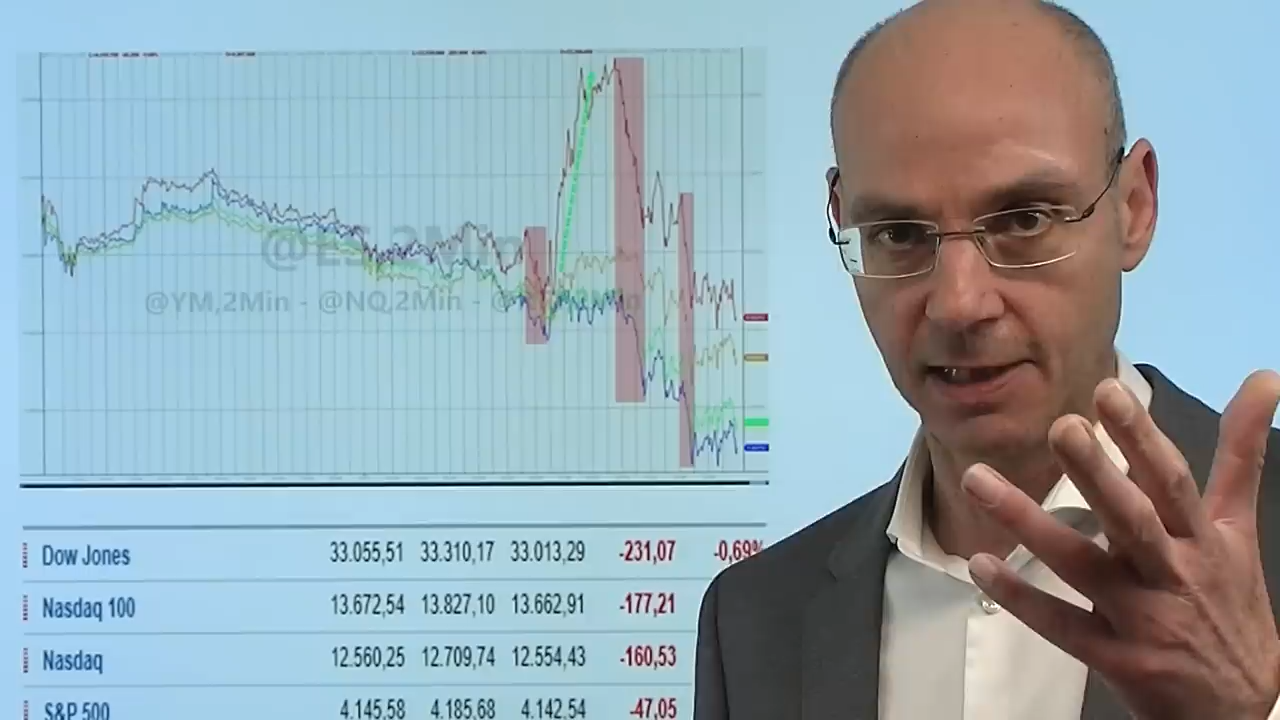 @ES,2Min
@YM,2Min - @NQ,2Min - @
Dow Jones 33.055,51 33.310,17 33.013,29 -231,07 -0,69%
Nasdaq 100 13.672,54 13.827,10 13.662,91 -177,21
Nasdaq 12.560,25 12.709,74 12.554,43 -160,53
S&P 500 4.145,58 4.185,68 4.142,54 -47,05